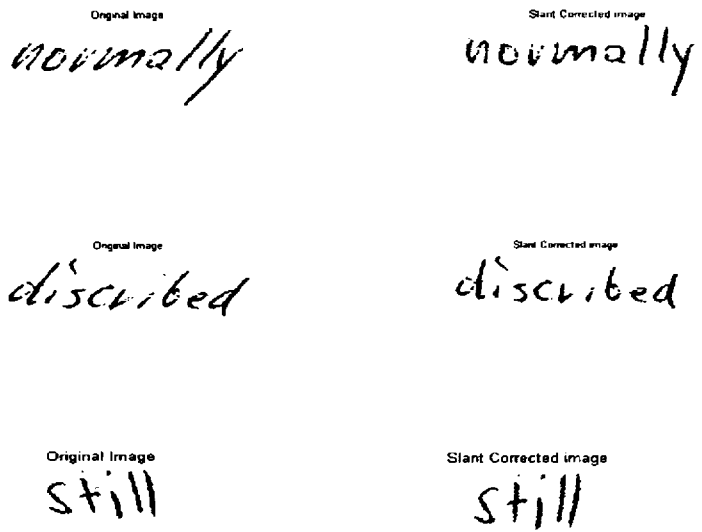 Original Image Slant Corrected image
normally normally
Original Image Slant Corrected image
discribed discribed
Original Image Slant Corrected image
still still